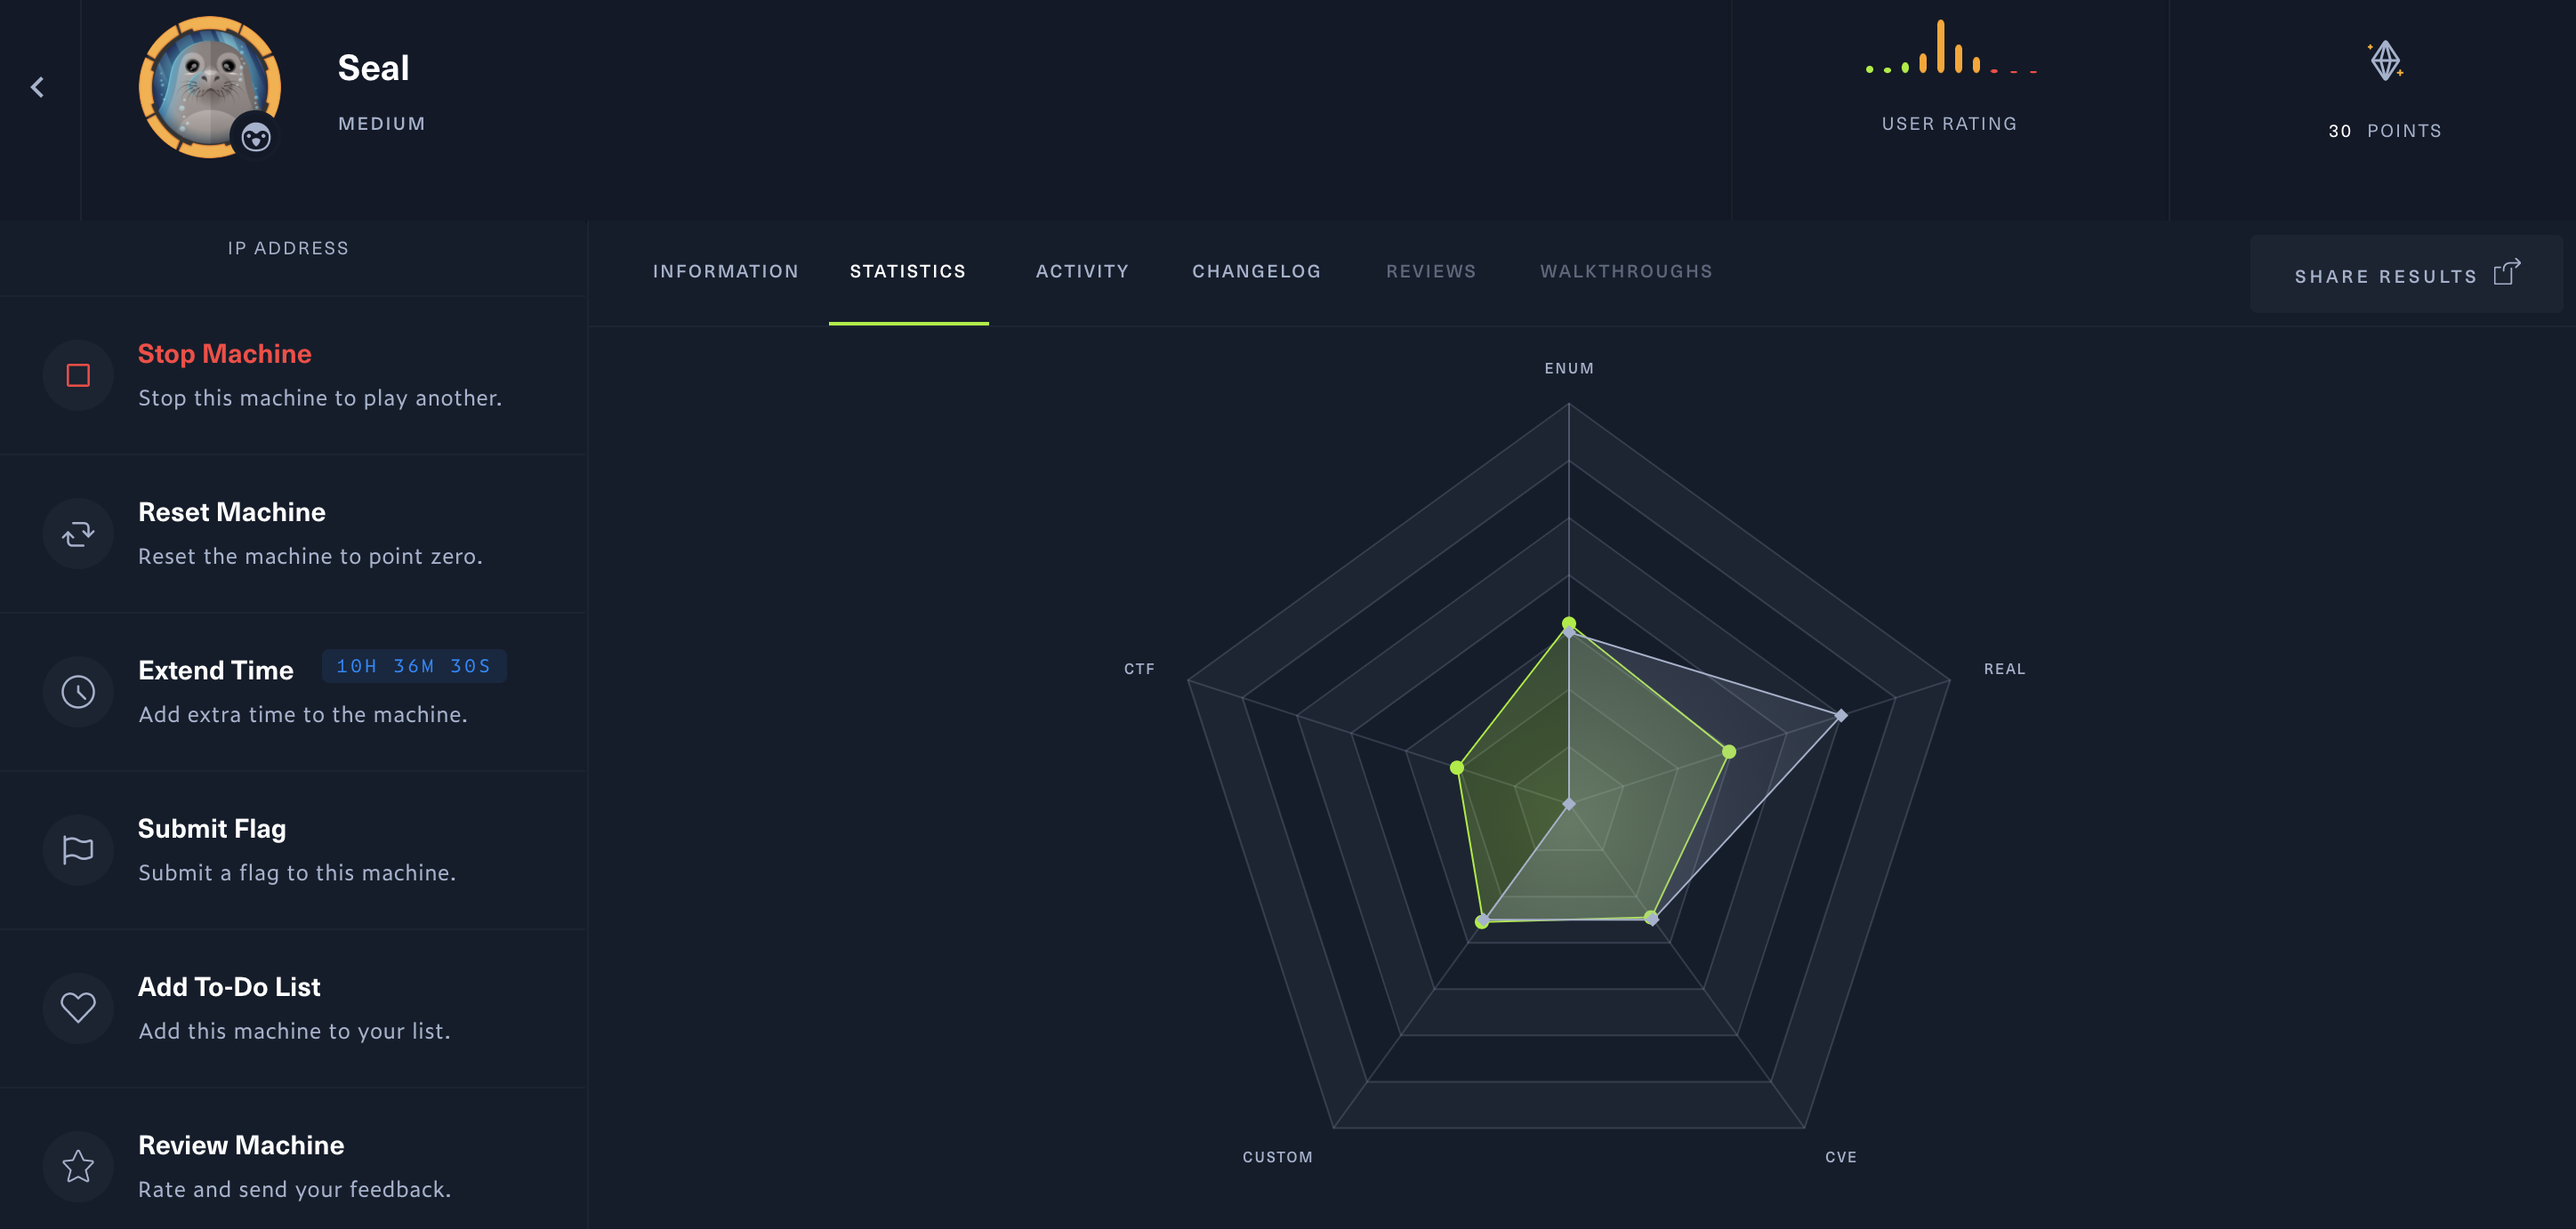 Seal
MEDIUM
USER RATING
30 POINTS
IP ADDRESS
INFORMATION
STATISTICS
ACTIVITY
CHANGELOG
REVIEWS
WALKTHROUGHS
SHARE RESULTS
Stop Machine
Stop this machine to play another.
Reset Machine
Reset the machine to point zero.
Extend Time 10H 36M 30S
Add extra time to the machine.
Submit Flag
Submit a flag to this machine.
Add To-Do List
Add this machine to your list.
Review Machine
Rate and send your feedback.
ENUM
CTF
REAL
CUSTOM
CVE